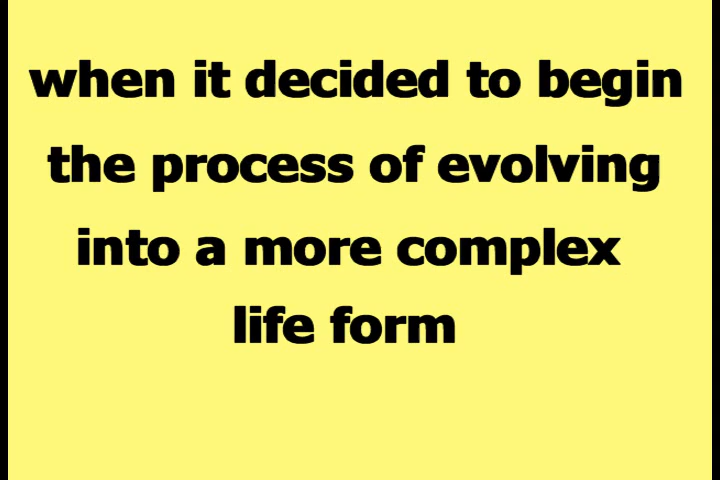 when it decided to begin
the process of evolving
into a more complex
life form